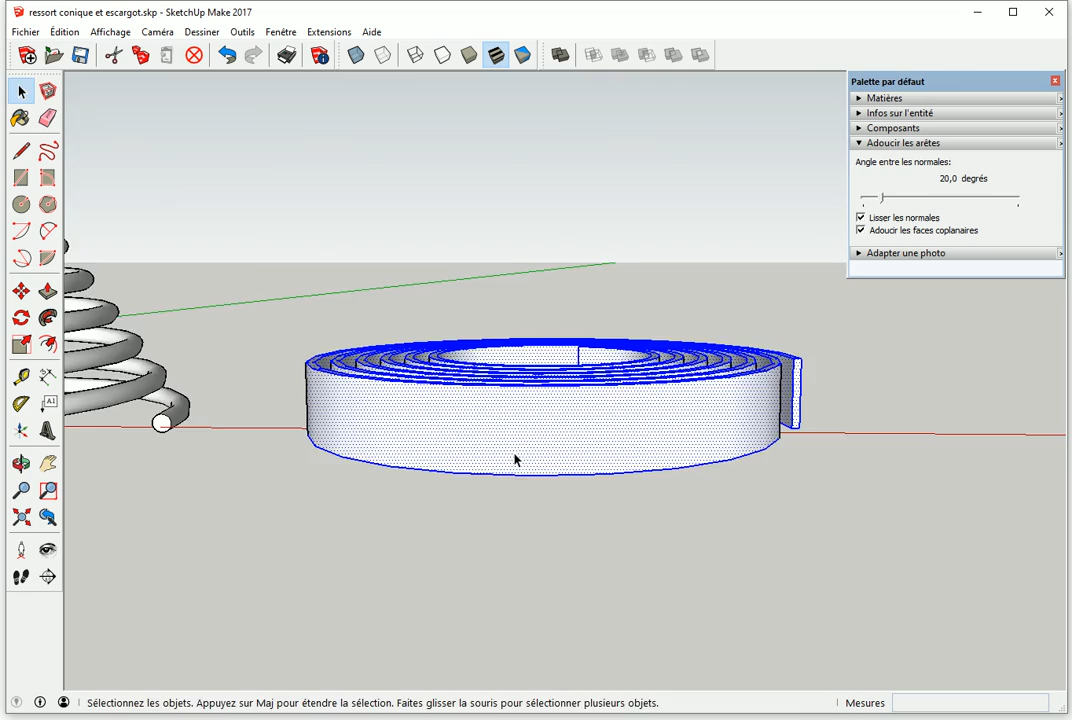 ressort conique et escargot.skp - SketchUp Make 2017
Fichier Édition Affichage Caméra Dessiner Outils Fenêtre Extensions Aide
Palette par défaut
Matières
Infos sur l'entité
Composants
Adoucir les arêtes
Angle entre les normales:
20,0 degrés
Lisser les normales
Adoucir les faces coplanaires
Adapter une photo
A1
Sélectionnez les objets. Appuyez sur Maj pour étendre la sélection. Faites glisser la souris pour sélectionner plusieurs objets.
Mesures